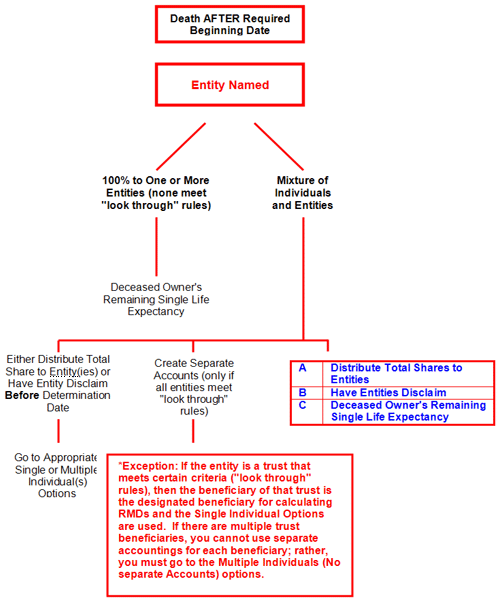 Death AFTER Required
Beginning Date
Entity Named
100% to One or More
Entities (none meet
"look through" rules)
Mixture of
Individuals
and Entities
Deceased Owner's
Remaining Single Life
Expectancy
Either Distribute Total
Share to Entity(ies) or
Have Entity Disclaim
Before Determination
Date
Create Separate
Accounts (only if
all entities meet
"look through"
rules)
A Distribute Total Shares to
Entities
B Have Entities Disclaim
C Deceased Owner's Remaining
Single Life Expectancy
Go to Appropriate
Single or Multiple
Individual(s)
Options
*Exception: If the entity is a trust that
meets certain criteria ("look through"
rules), then the beneficiary of that trust is
the designated beneficiary for calculating
RMDs and the Single Individual Options
are used. If there are multiple trust
beneficiaries, you cannot use separate
accountings for each beneficiary; rather,
you must go to the Multiple Individuals (No
separate Accounts) options.